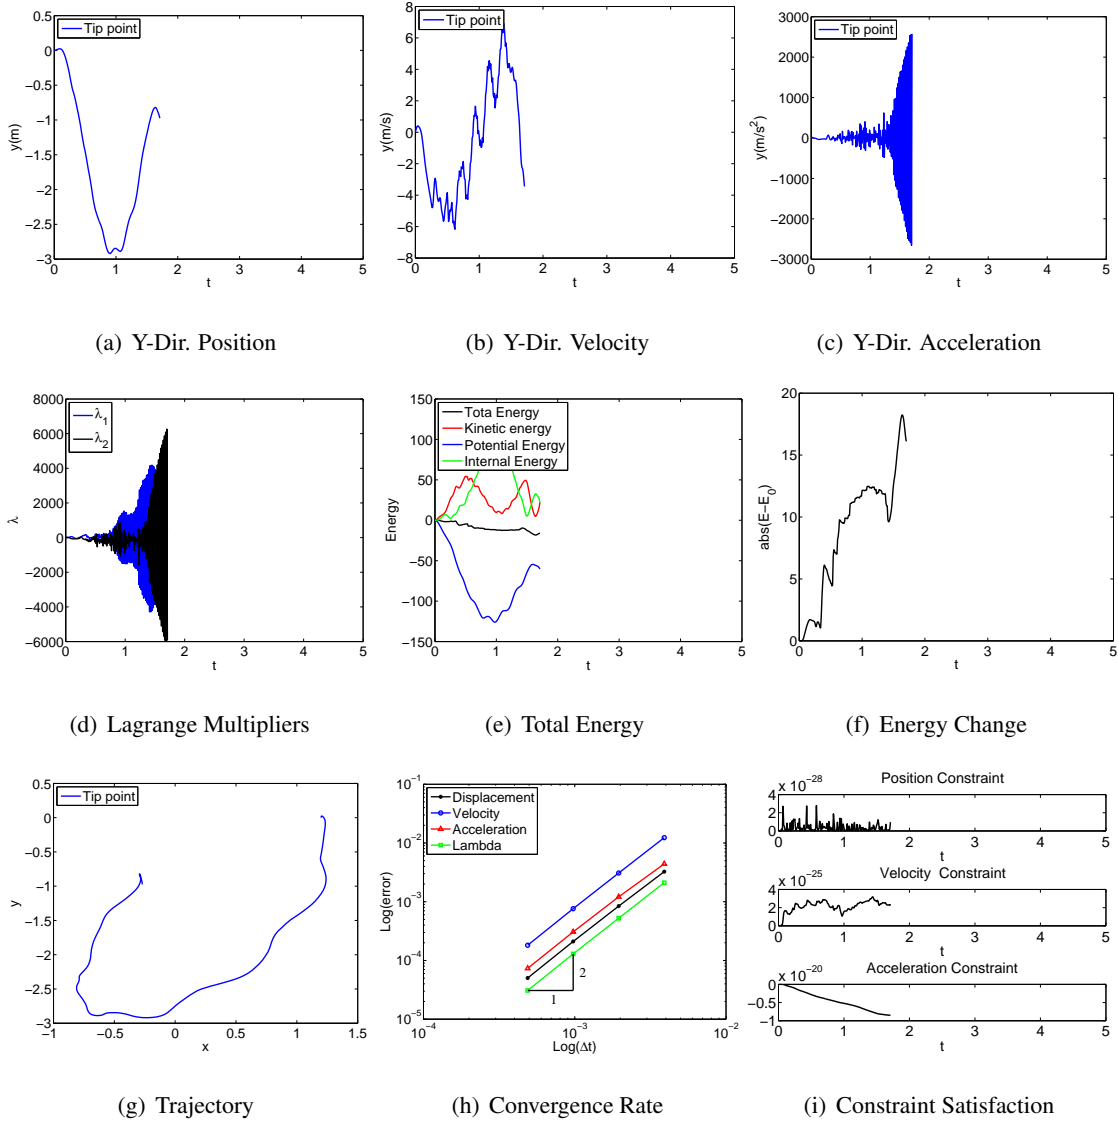 0.5
0
−0.5
−1
−1.5
−2
−2.5
−3
y(m)
0 1 2 3 4 5
t
Tip point
(a) Y-Dir. Position
8
6
4
2
0
−2
−4
−6
−8
y(m/s)
0 1 2 3 4 5
t
Tip point
(b) Y-Dir. Velocity
3000
2000
1000
0
−1000
−2000
−3000
y(m/s²)
0 1 2 3 4 5
t
Tip point
(c) Y-Dir. Acceleration
8000
6000
4000
2000
0
−2000
−4000
−6000
λ
0 1 2 3 4 5
t
λ₁
λ₂
(d) Lagrange Multipliers
150
100
50
0
−50
−100
−150
Energy
0 1 2 3 4 5
t
Tota Energy
Kinetic energy
Potential Energy
Internal Energy
(e) Total Energy
20
15
10
5
0
abs(E−E₀)
0 1 2 3 4 5
t
(f) Energy Change
0.5
0
−0.5
−1
−1.5
−2
−2.5
−3
y
−1 −0.5 0 0.5 1 1.5
x
Tip point
(g) Trajectory
10⁻¹
10⁻²
10⁻³
10⁻⁴
10⁻⁵
Log(error)
10⁻⁴ 10⁻³ 10⁻²
Log(Δt)
Displacement
Velocity
Acceleration
Lambda
2
1
(h) Convergence Rate
x 10⁻²⁸
Position Constraint
4
2
0
0 1 2 3 4 5
t
x 10⁻²⁵
Velocity Constraint
4
2
0
0 1 2 3 4 5
t
x 10⁻²⁰
Acceleration Constraint
0
−0.5
−1
0 1 2 3 4 5
t
(i) Constraint Satisfaction